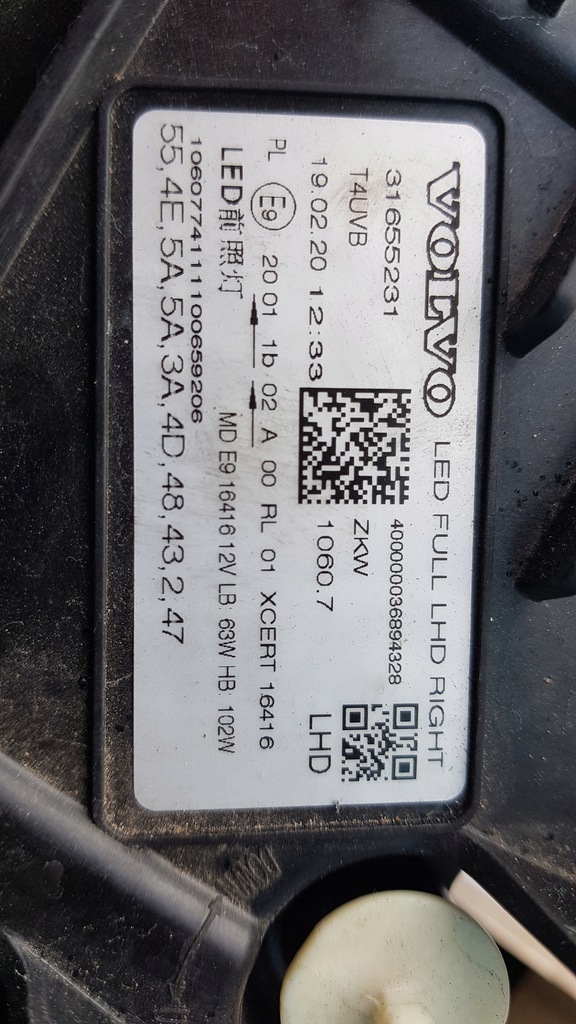 VOLVO LED FULL LHD RIGHT
31655231 400000036894328
T4UVB ZKW
19.02.20 12:33 1060.7 LHD
PL E9 20 01 1b 02 A 00 RL 01 XCERT 16416
LED前照灯 MD E9 16416 12V LB: 63W HB: 102W
1060774111100659206
55,4E,5A,5A,3A,4D,48,43,2,47